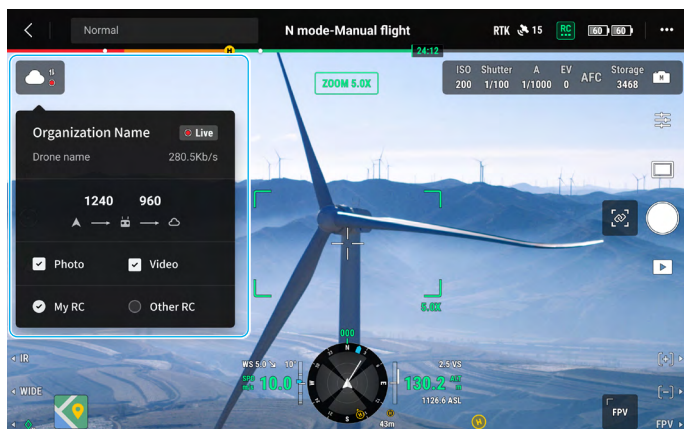 Normal
N mode-Manual flight
RTK 15
RC
60 60
24:12
H
ZOOM 5.0X
ISO 200
Shutter 1/100
A 1/1000
EV 0
AFC
Storage 3468
M
Organization Name
Live
Drone name
280.5Kb/s
1240 960
Photo
Video
My RC
Other RC
5.0X
IR
WIDE
000
WS 5.0 10°
10.0
N
E
S
W
2.5 VS
130.2 ALT
1126.6 ASL
43m
H
[+]
[-]
FPV
FPV